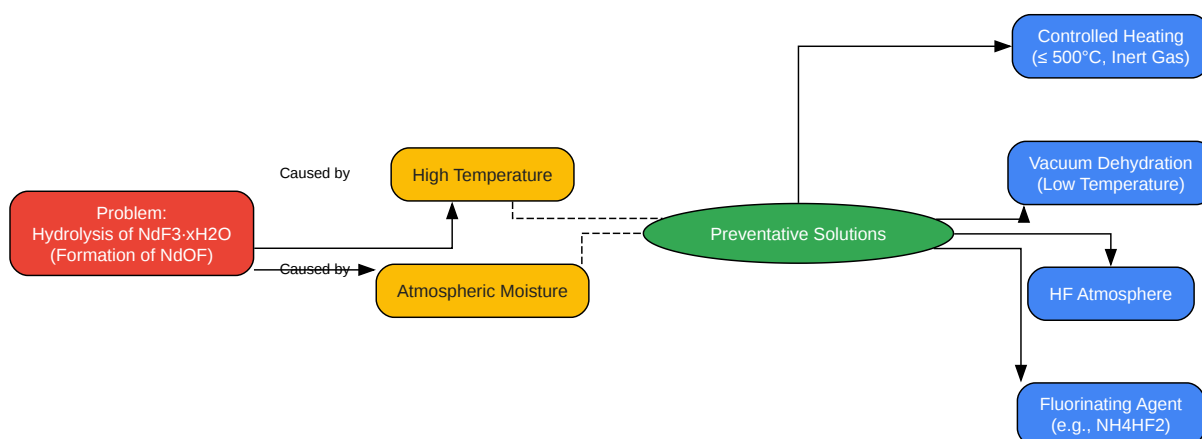 Problem:
Hydrolysis of NdF3·xH2O
(Formation of NdOF)
Caused by
Caused by
High Temperature
Atmospheric Moisture
Preventative Solutions
Controlled Heating
(≤ 500°C, Inert Gas)
Vacuum Dehydration
(Low Temperature)
HF Atmosphere
Fluorinating Agent
(e.g., NH4HF2)